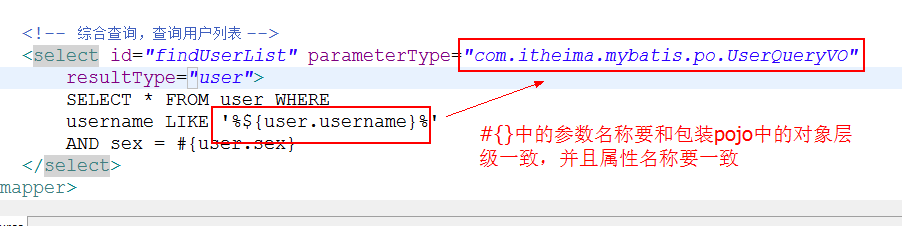 <!-- 综合查询，查询用户列表 -->
<select id="findUserList" parameterType="com.itheima.mybatis.po.UserQueryVO"
resultType="user">
SELECT * FROM user WHERE
username LIKE '%${user.username}%'
AND sex = #{user.sex}
</select>
mapper>
#{}中的参数名称要和包装pojo中的对象层
级一致，并且属性名称要一致